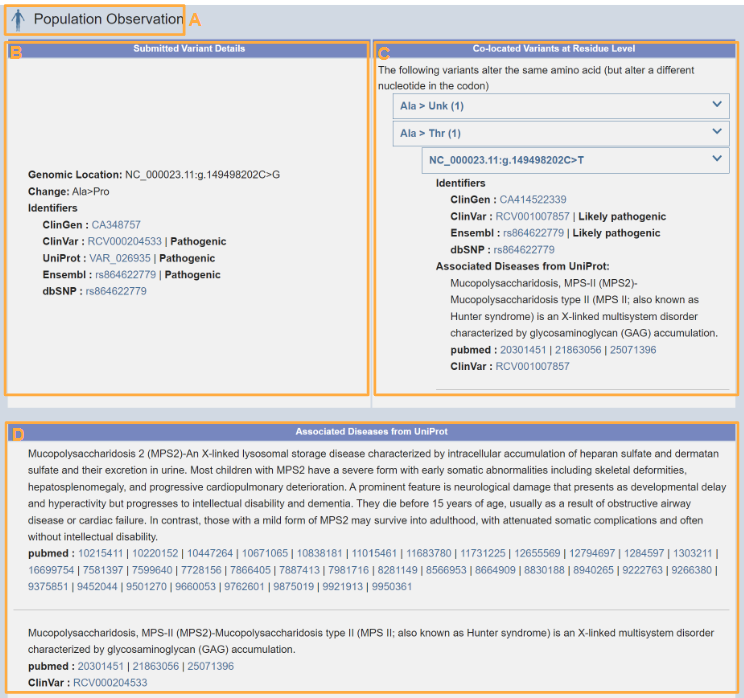 Population Observation A
B Submitted Variant Details
Genomic Location: NC_000023.11:g.149498202C>G
Change: Ala>Pro
Identifiers
ClinGen : CA348757
ClinVar : RCV000204533 | Pathogenic
UniProt : VAR_026935 | Pathogenic
Ensembl : rs864622779 | Pathogenic
dbSNP : rs864622779
C Co-located Variants at Residue Level
The following variants alter the same amino acid (but alter a different
nucleotide in the codon)
Ala > Unk (1)
Ala > Thr (1)
NC_000023.11:g.149498202C>T
Identifiers
ClinGen : CA414522339
ClinVar : RCV001007857 | Likely pathogenic
Ensembl : rs864622779 | Likely pathogenic
dbSNP : rs864622779
Associated Diseases from UniProt:
Mucopolysaccharidosis, MPS-II (MPS2)-
Mucopolysaccharidosis type II (MPS II; also known as
Hunter syndrome) is an X-linked multisystem disorder
characterized by glycosaminoglycan (GAG) accumulation.
pubmed : 20301451 | 21863056 | 25071396
ClinVar : RCV001007857
D Associated Diseases from UniProt
Mucopolysaccharidosis 2 (MPS2)-An X-linked lysosomal storage disease characterized by intracellular accumulation of heparan sulfate and dermatan
sulfate and their excretion in urine. Most children with MPS2 have a severe form with early somatic abnormalities including skeletal deformities,
hepatosplenomegaly, and progressive cardiopulmonary deterioration. A prominent feature is neurological damage that presents as developmental delay
and hyperactivity but progresses to intellectual disability and dementia. They die before 15 years of age, usually as a result of obstructive airway
disease or cardiac failure. In contrast, those with a mild form of MPS2 may survive into adulthood, with attenuated somatic complications and often
without intellectual disability.
pubmed : 10215411 | 10220152 | 10447264 | 10671065 | 10838181 | 11015461 | 11683780 | 11731225 | 12655569 | 12794697 | 1284597 | 1303211 |
16699754 | 7581397 | 7599640 | 7728156 | 7866405 | 7887413 | 7981716 | 8281149 | 8566953 | 8664909 | 8830188 | 8940265 | 9222763 | 9266380 |
9375851 | 9452044 | 9501270 | 9660053 | 9762601 | 9875019 | 9921913 | 9950361
Mucopolysaccharidosis, MPS-II (MPS2)-Mucopolysaccharidosis type II (MPS II; also known as Hunter syndrome) is an X-linked multisystem disorder
characterized by glycosaminoglycan (GAG) accumulation.
pubmed : 20301451 | 21863056 | 25071396
ClinVar : RCV000204533